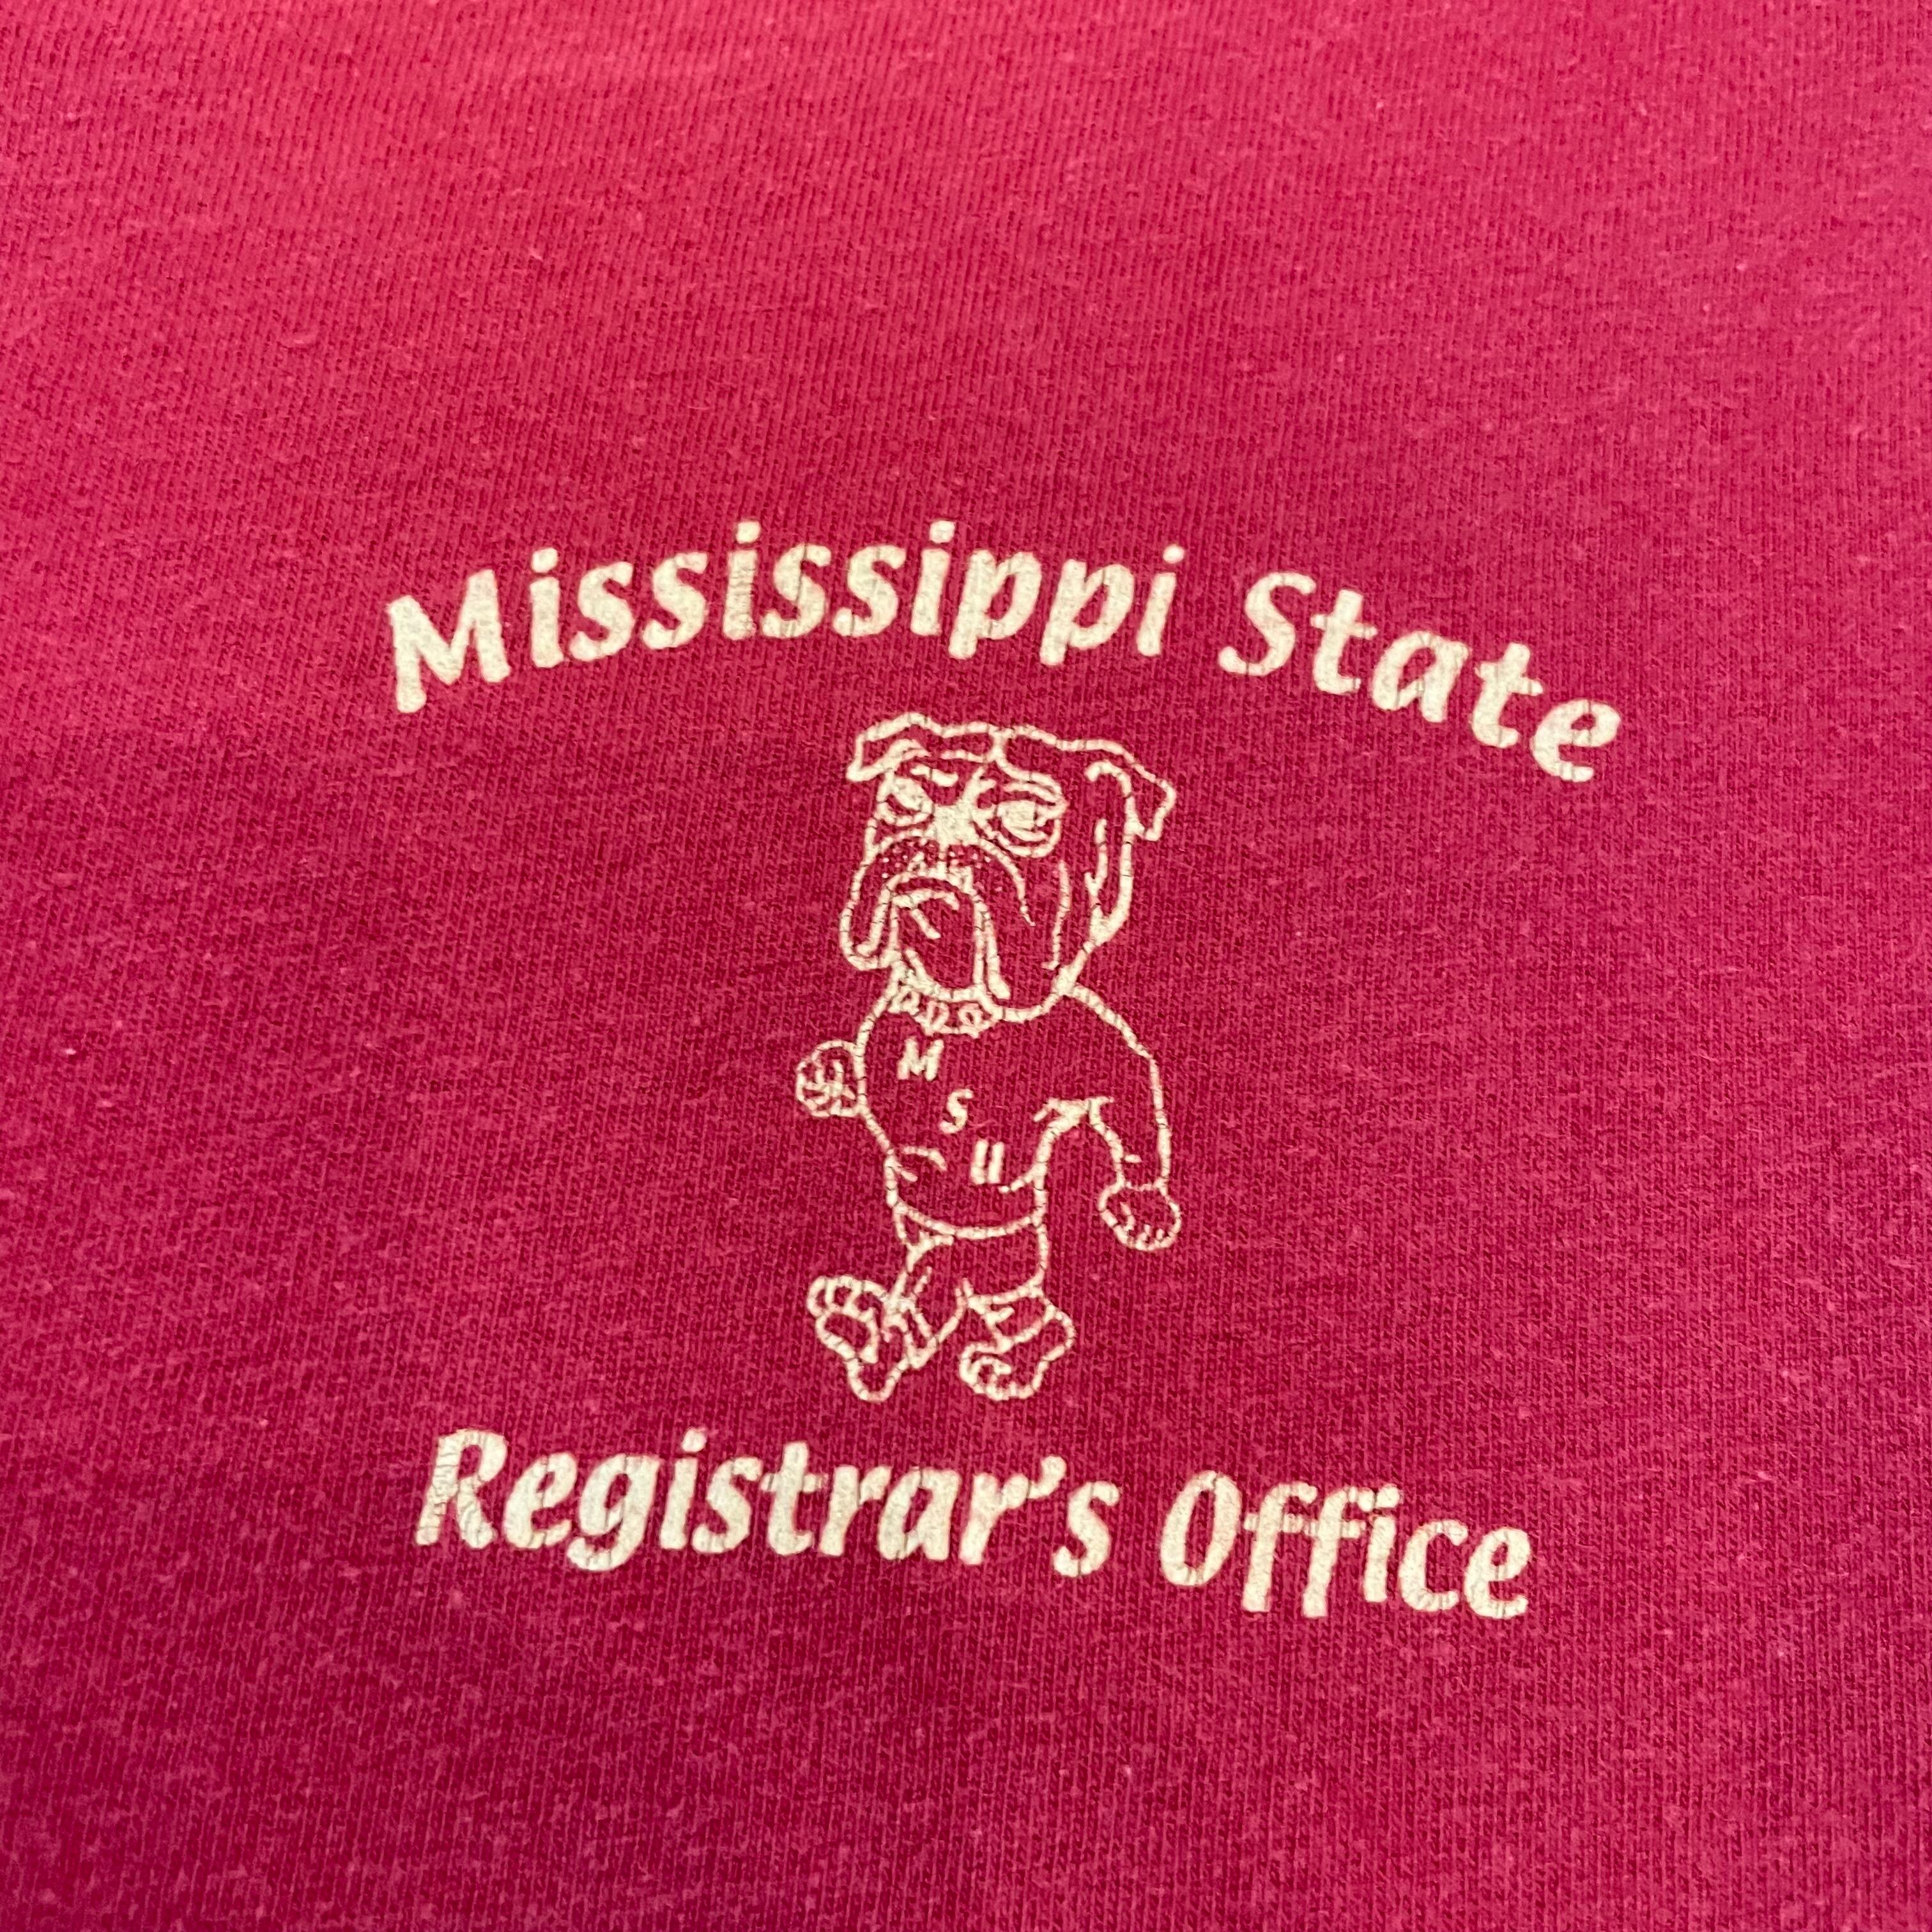 Mississippi State
M
S
U
Registrar's Office